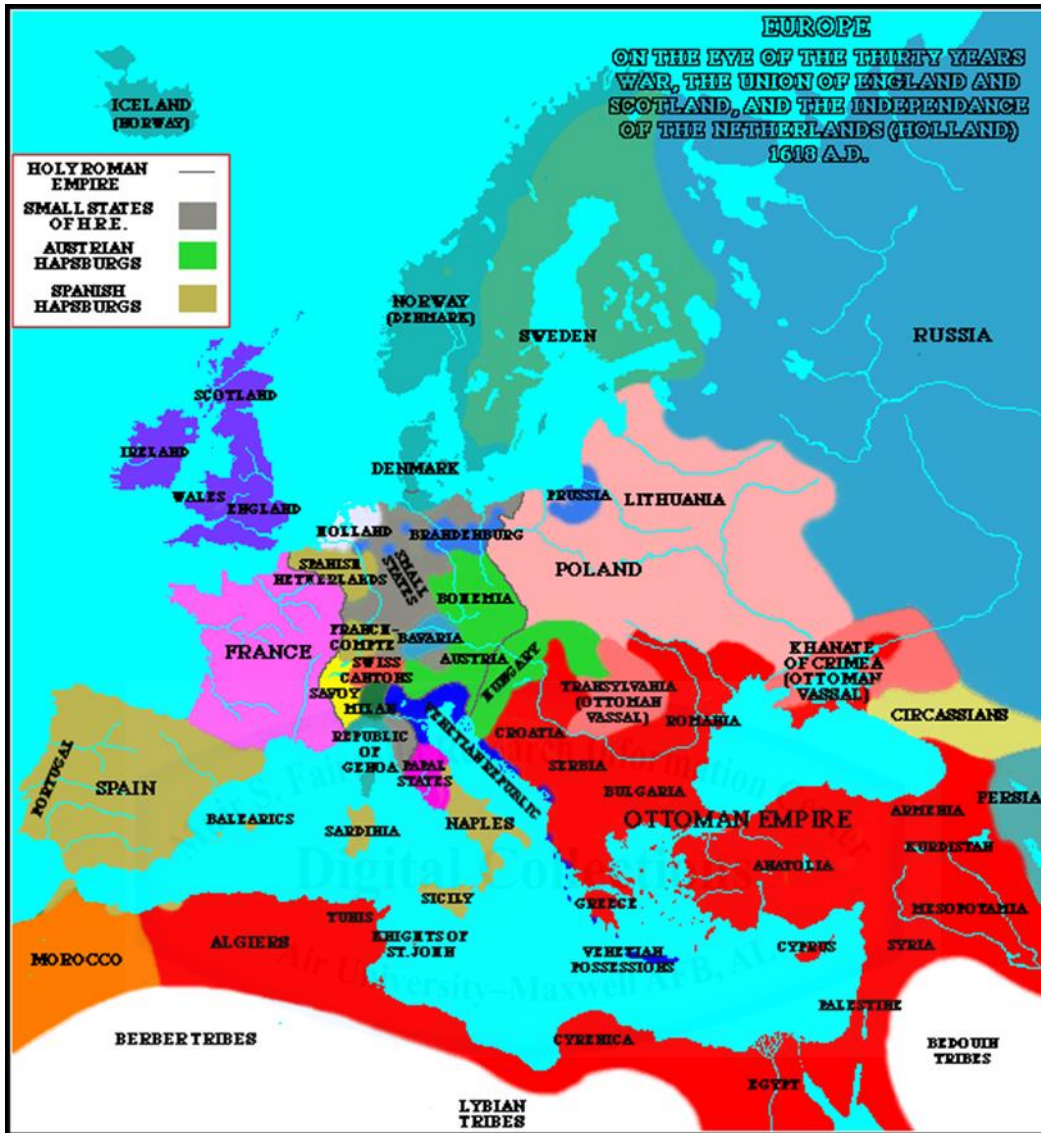 EUROPE
ON THE EVE OF THE THIRTY YEARS
WAR, THE UNION OF ENGLAND AND
SCOTLAND, AND THE INDEPENDANCE
OF THE NETHERLANDS (HOLLAND)
1618 A.D.
ICELAND
(NORWAY)
HOLY ROMAN
EMPIRE
SMALL STATES
OF H.R.E.
AUSTRIAN
HAPSBURGS
SPANISH
HAPSBURGS
NORWAY
(DENMARK)
SWEDEN
RUSSIA
SCOTLAND
IRELAND
WALES
ENGLAND
DENMARK
PRUSSIA
LITHUANIA
HOLLAND
BRANDENBURG
SPANISH
NETHERLANDS
SMALL
STATES
POLAND
BOHEMIA
FRANCH-
COMPTE
BAVARIA
FRANCE
SWISS
CANTONS
AUSTRIA
HUNGARY
KHANATE
OF CRIMEA
(OTTOMAN
VASSAL)
SAVOY
MILAN
TRANSYLVANIA
(OTTOMAN
VASSAL)
ROMANIA
CIRCASSIANS
CROATIA
VENETIAN REPUBLIC
REPUBLIC
OF
GENOA
PAPAL
STATES
SERBIA
PORTUGAL
SPAIN
BULGARIA
PERSIA
BALEARICS
SARDINIA
NAPLES
OTTOMAN EMPIRE
ARMENIA
KURDISTAN
ANATOLIA
SICILY
GREECE
MESOPOTAMIA
TUNIS
ALGIERS
KNIGHTS OF
ST. JOHN
MOROCCO
VENETIAN
POSSESSIONS
CYPRUS
SYRIA
PALESTINE
BERBER TRIBES
CYRENICA
BEDOUIN
TRIBES
EGYPT
LYBIAN
TRIBES
Digital Collections
Air University–Maxwell AFB, AL